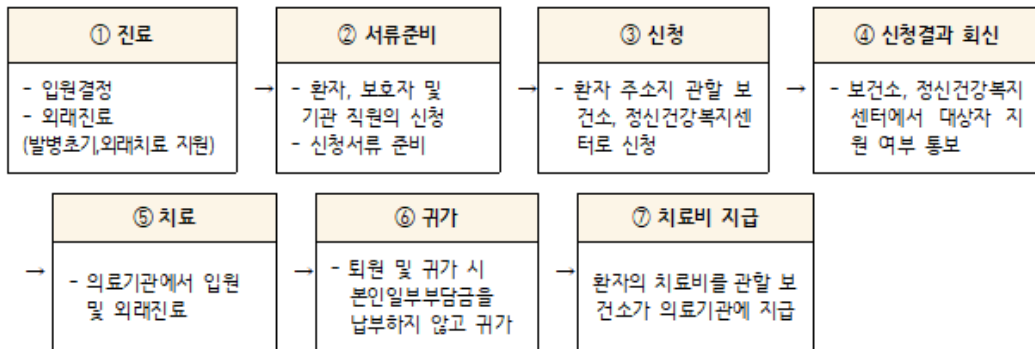 ① 진료
- 입원결정
- 외래진료
(발병초기,외래치료 지원)
→
② 서류준비
- 환자, 보호자 및
기관 직원의 신청
- 신청서류 준비
→
③ 신청
- 환자 주소지 관할 보
건소, 정신건강복지센
터로 신청
→
④ 신청결과 회신
- 보건소, 정신건강복지
센터에서 대상자 지
원 여부 통보
→
⑤ 치료
- 의료기관에서 입원
및 외래진료
→
⑥ 귀가
- 퇴원 및 귀가 시
본인일부부담금을
납부하지 않고 귀가
→
⑦ 치료비 지급
환자의 치료비를 관할 보
건소가 의료기관에 지급